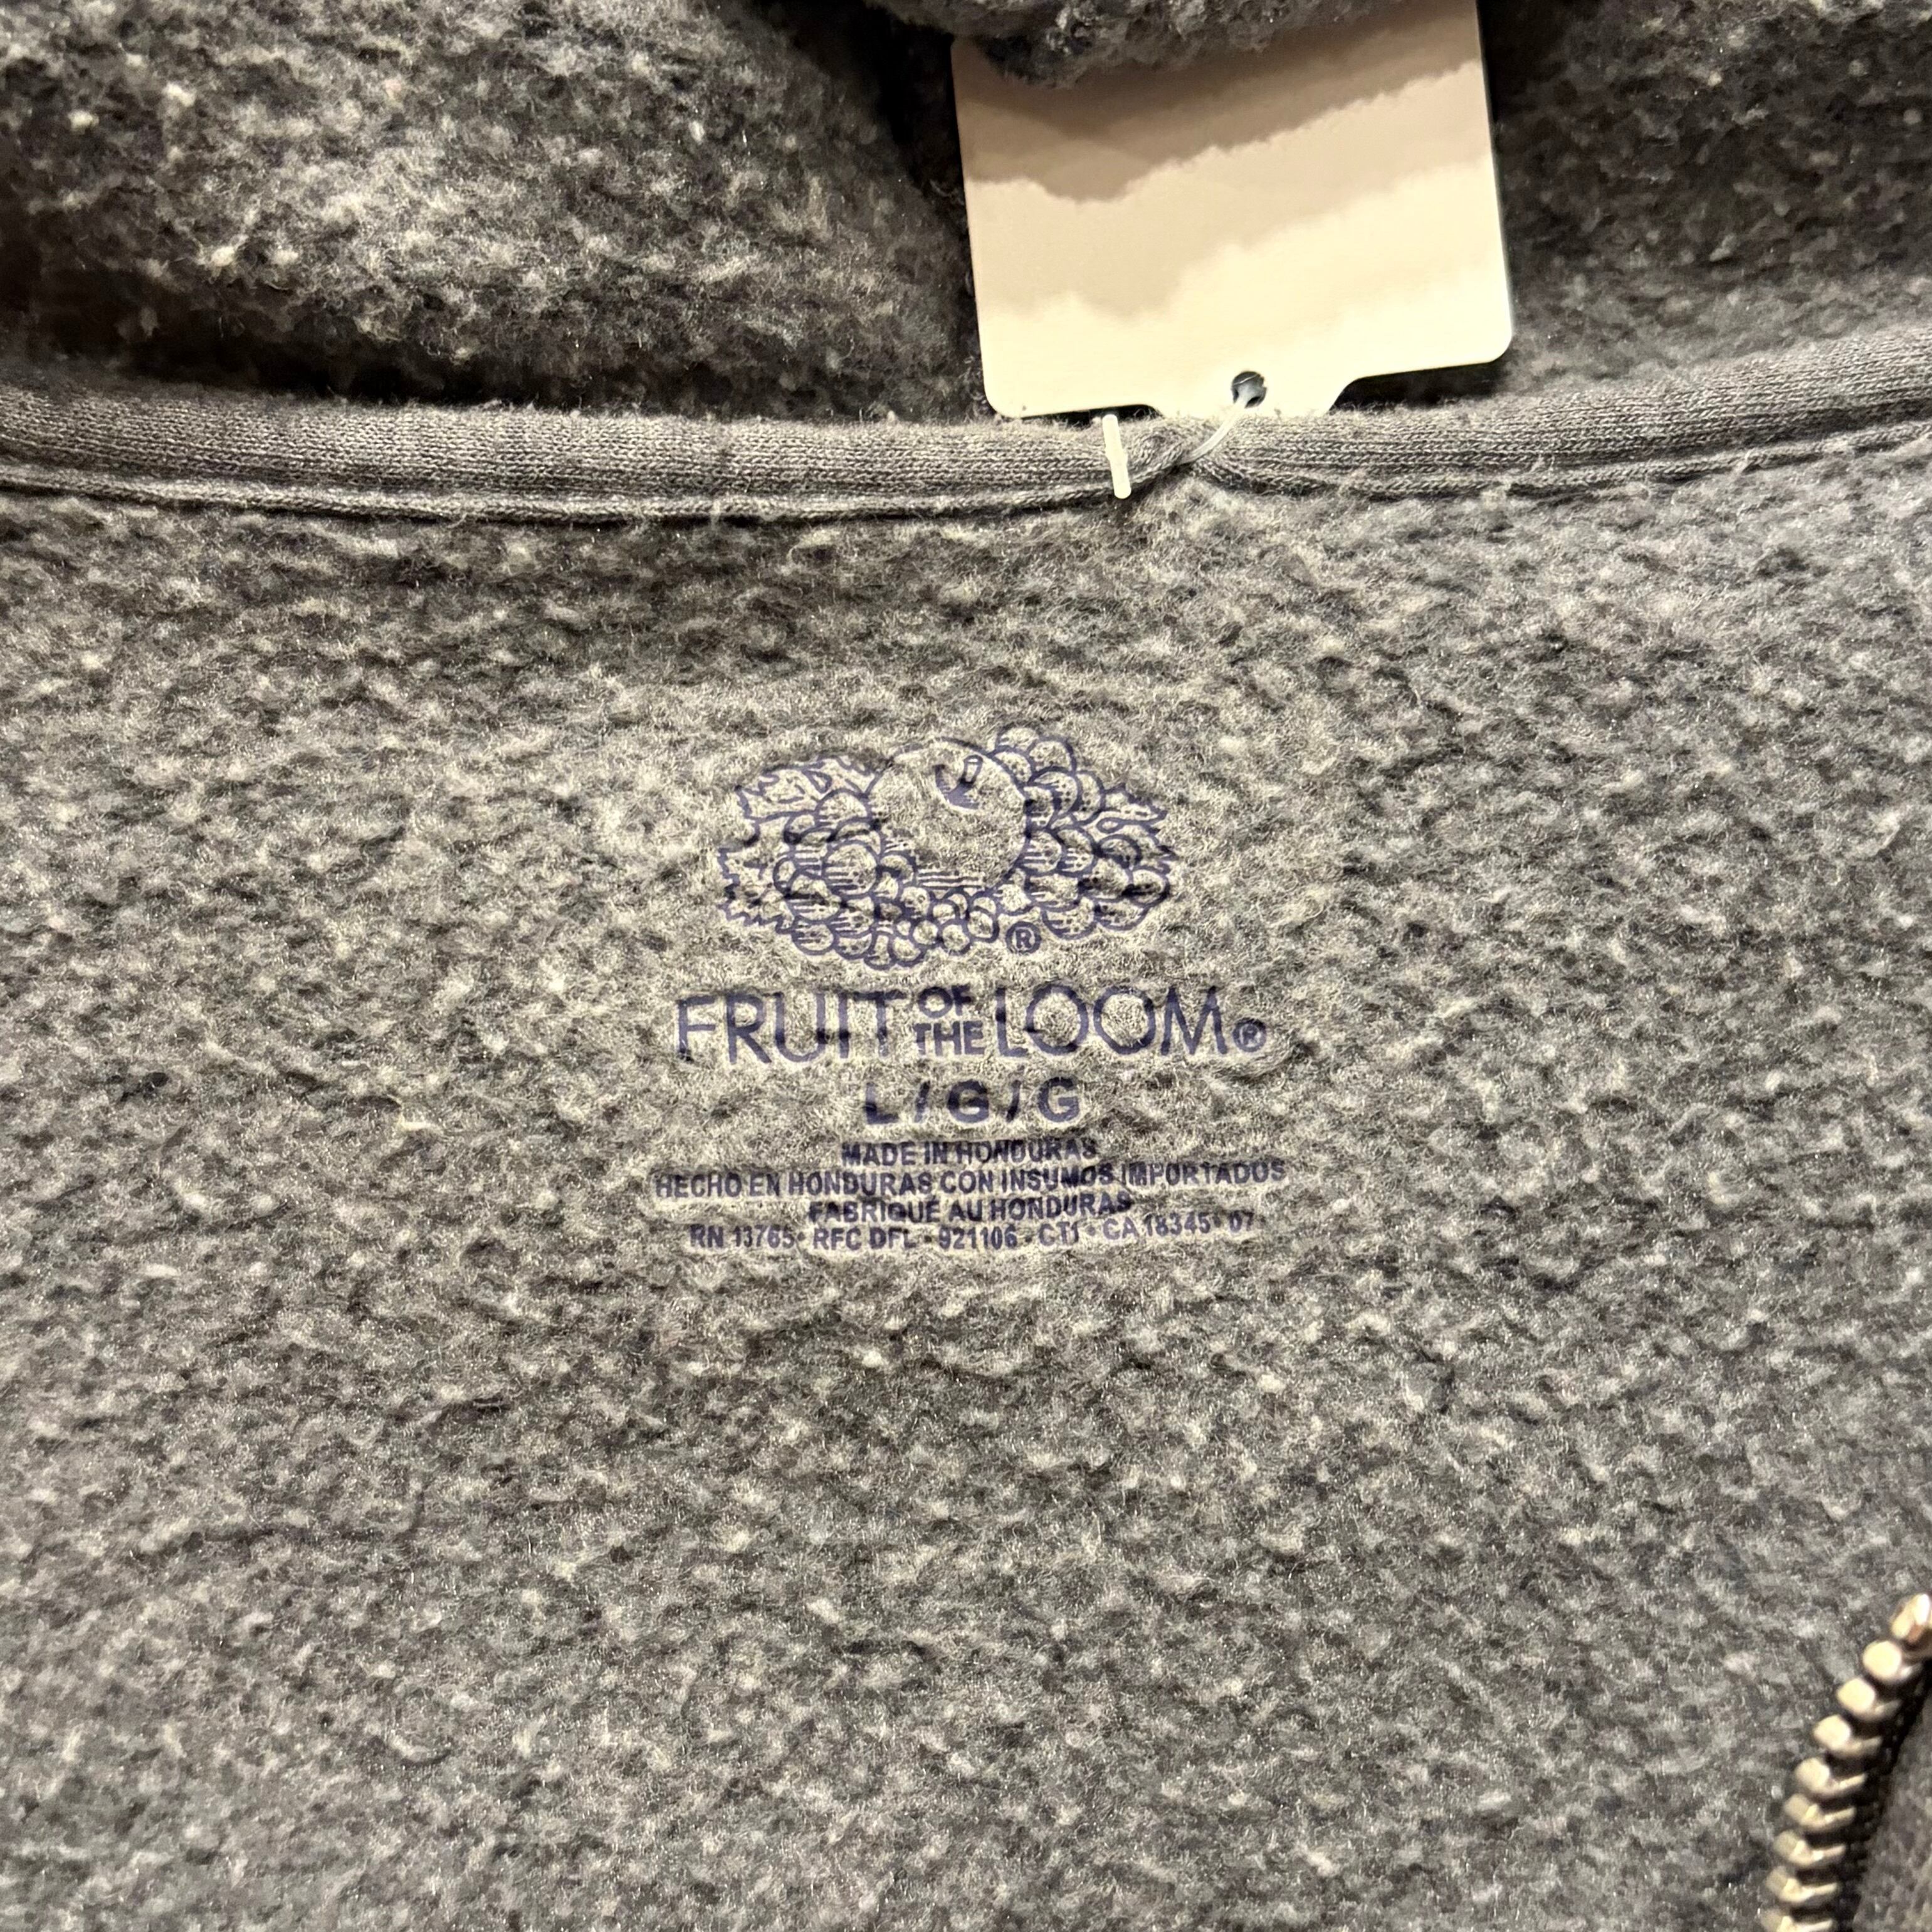 ®
FRUIT OF THE LOOM®
L / G / G
MADE IN HONDURAS
HECHO EN HONDURAS CON INSUMOS IMPORTADOS
FABRIQUÉ AU HONDURAS
RN 13765 • RFC DFL - 921106 - CT1 • CA 18345 • 07